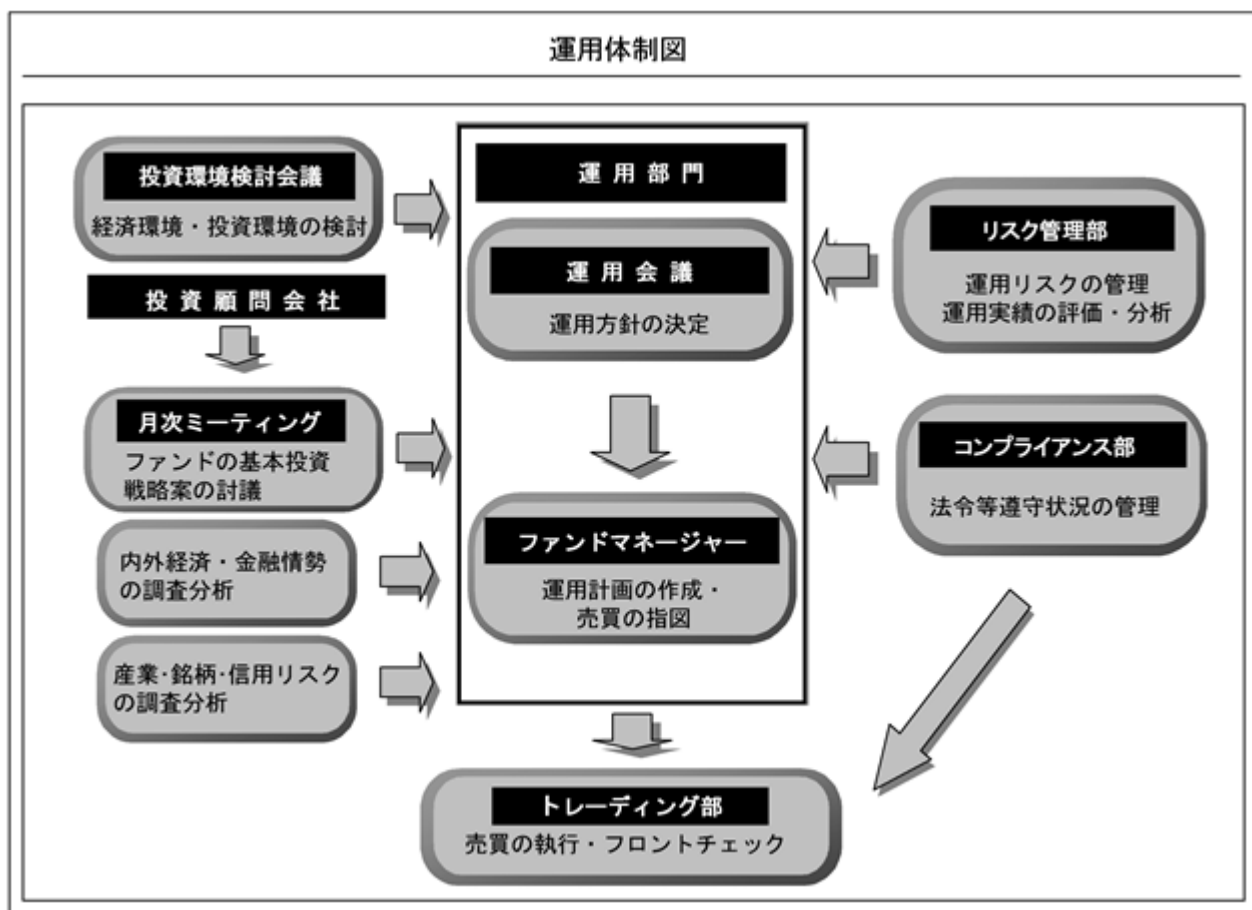 運用体制図
投資環境検討会議
経済環境・投資環境の検討
投資顧問会社
月次ミーティング
ファンドの基本投資
戦略案の討議
内外経済・金融情勢
の調査分析
産業・銘柄・信用リスク
の調査分析
運用部門
運用会議
運用方針の決定
ファンドマネージャー
運用計画の作成・
売買の指図
リスク管理部
運用リスクの管理
運用実績の評価・分析
コンプライアンス部
法令等遵守状況の管理
トレーディング部
売買の執行・フロントチェック